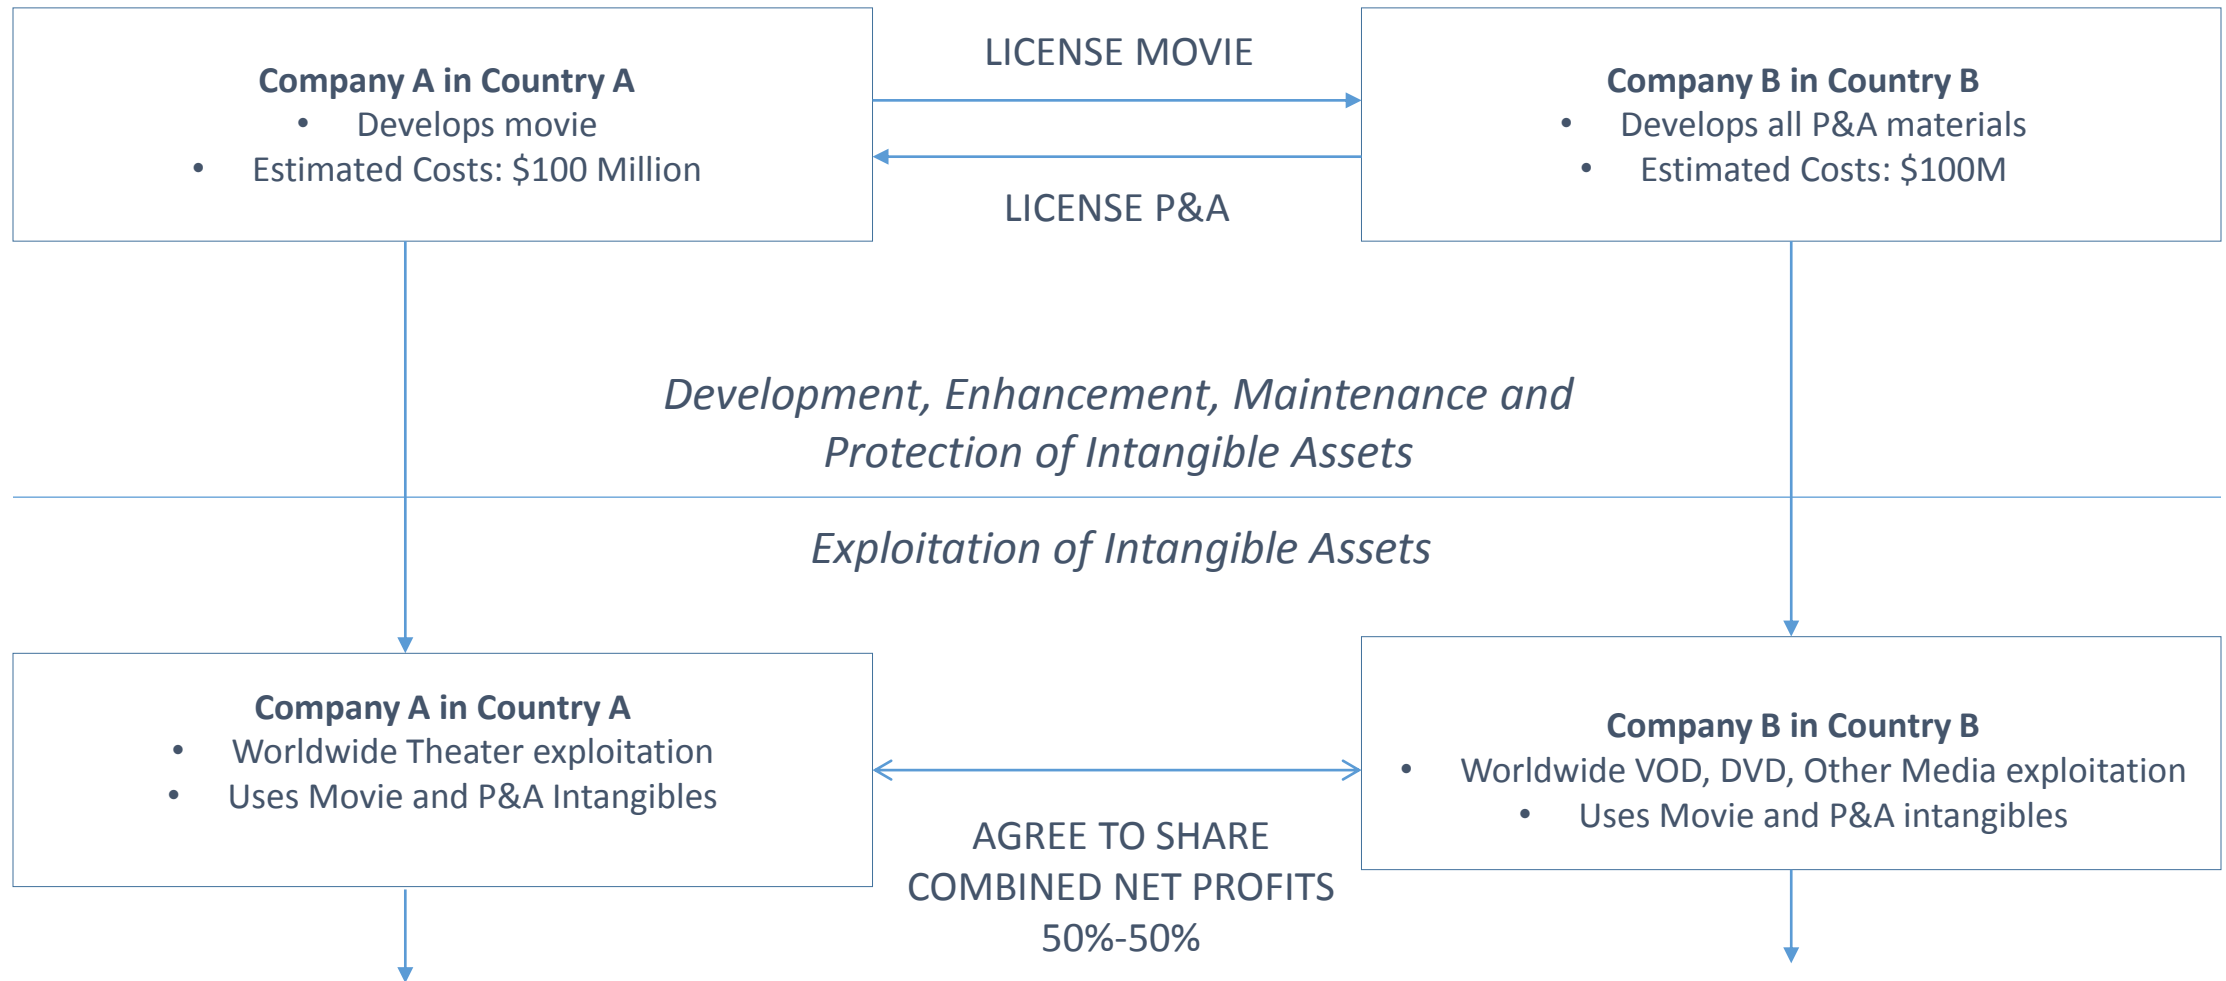 Company A in Country A
• Develops movie
• Estimated Costs: $100 Million
LICENSE MOVIE
LICENSE P&A
Company B in Country B
• Develops all P&A materials
• Estimated Costs: $100M
Development, Enhancement, Maintenance and
Protection of Intangible Assets
Exploitation of Intangible Assets
Company A in Country A
• Worldwide Theater exploitation
• Uses Movie and P&A Intangibles
AGREE TO SHARE
COMBINED NET PROFITS
50%-50%
Company B in Country B
• Worldwide VOD, DVD, Other Media exploitation
• Uses Movie and P&A intangibles